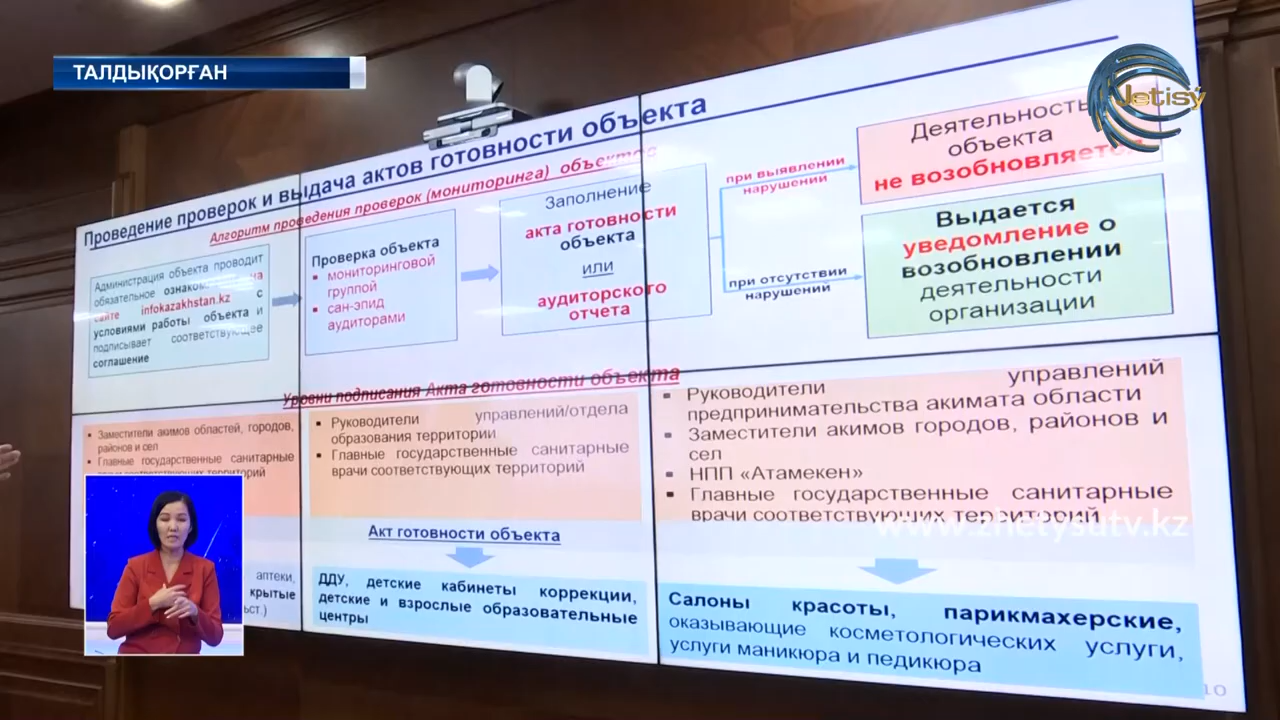 ТАЛДЫҚОРҒАН
Jetisý
Проведение проверок и выдача актов готовности объекта
Алгоритм проведения проверок (мониторинга) объектов
Администрация объекта проводит
обязательное
сайте infokazakhstan.kz с
условиями работы объекта и
подписывает соответствующее
соглашение
Проверка объекта
▪ мониторинговой
группой
▪ сан-эпид
аудиторами
Заполнение
акта готовности
объекта
или
аудиторского
отчета
при выявлении
нарушений
при отсутствии
нарушений
Деятельность
объекта
не возобновляется
Выдается
уведомление о
возобновлении
деятельности
организации
Уровни подписания Акта готовности объекта
▪ Заместители акимов областей, городов,
районов и сел
▪ Главные государственные санитарные
врачи соответствующих территорий
аптеки,
крытые
▪ Руководители управлений/отдела
образования территории
▪ Главные государственные санитарные
врачи соответствующих территорий
Акт готовности объекта
ДДУ, детские кабинеты коррекции,
детские и взрослые образовательные
центры
▪ Руководители управлений
предпринимательства акимата области
▪ Заместители акимов городов, районов и
сел
▪ НПП «Атамекен»
▪ Главные государственные санитарные
врачи соответствующих территорий
www.zhetysutv.kz
Салоны красоты, парикмахерские,
оказывающие косметологических услуги,
услуги маникюра и педикюра
10